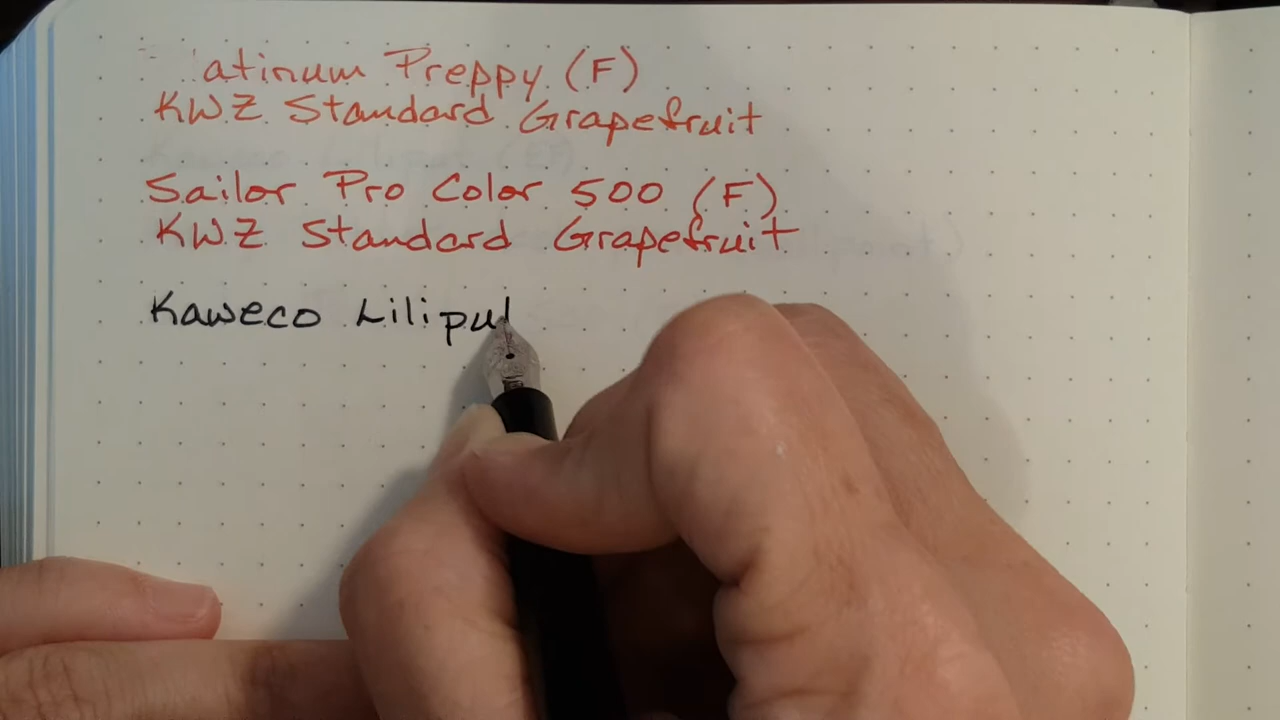 atinum Preppy (F)
KWZ Standard Grapefruit
Sailor Pro Color 500 (F)
KWZ Standard Grapefruit
Kaweco Lilipu